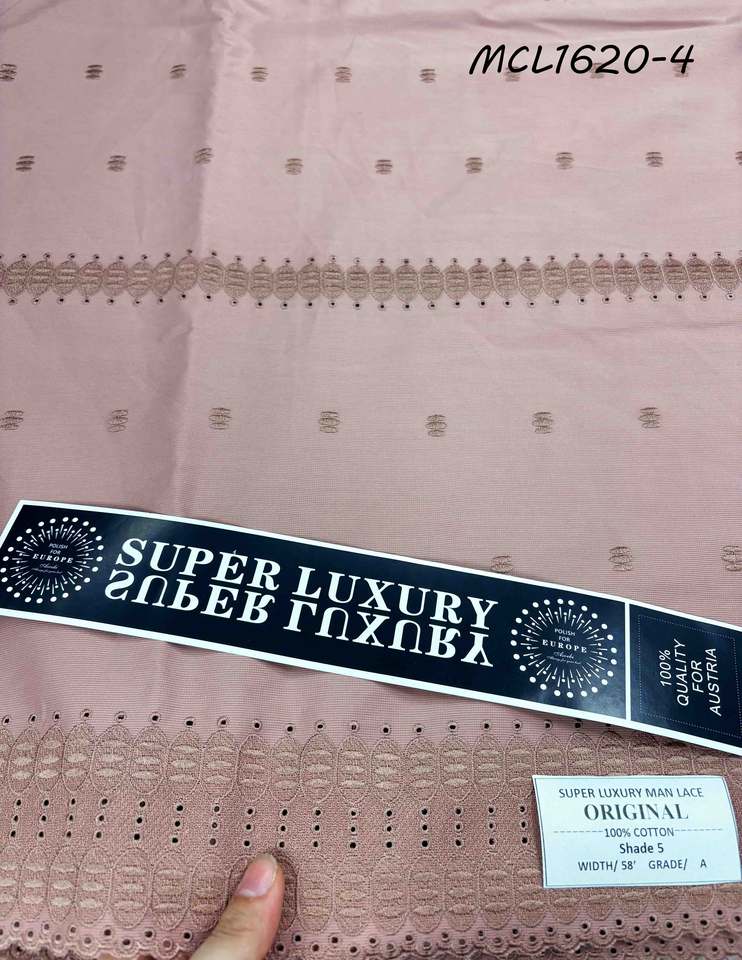 MCL1620-4
POLISH
FOR
EUROPE
SUPER LUXURY
SUPER LUXURY
POLISH
FOR
EUROPE
100%
QUALITY
FOR
AUSTRIA
SUPER LUXURY MAN LACE
ORIGINAL
100% COTTON
Shade 5
WIDTH/ 58' GRADE/ A